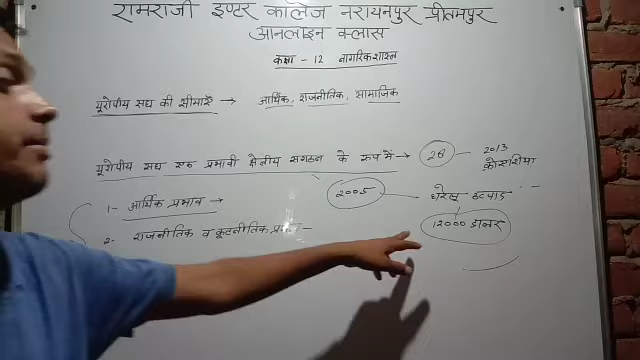 रामराजी इण्टर कालेज नरायनपुर प्रीतमपुर
ऑनलाइन क्लास
कक्षा - 12 नागरिकशास्त्र
यूरोपीय संघ की सीमाएँ → आर्थिक, राजनीतिक, सामाजिक
यूरोपीय संघ एक प्रभावी क्षेत्रीय संगठन के रूप में → 28 — 2013 क्रोएशिया
1- आर्थिक प्रभाव → 2005 — घरेलू उत्पाद
12000 डालर
2- राजनीतिक व कूटनीतिक प्रभाव -